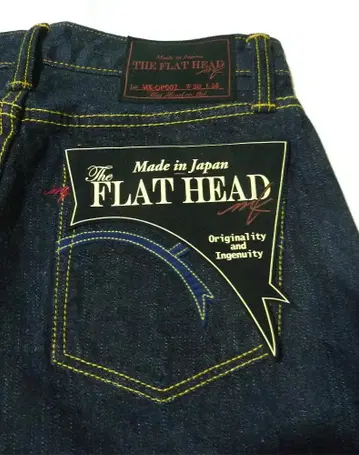 Made in Japan
THE FLAT HEAD
Made in Japan
The
FLAT HEAD
Originality
and
Ingenuity